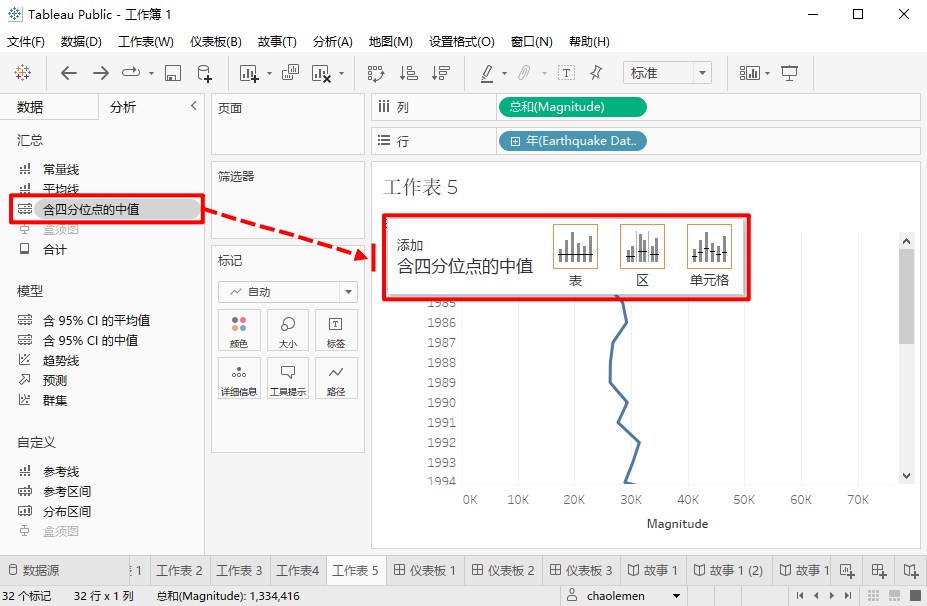 Tableau Public - 工作簿 1
文件(F) 数据(D) 工作表(W) 仪表板(B) 故事(T) 分析(A) 地图(M) 设置格式(O) 窗口(N) 帮助(H)
标准
数据 分析
汇总
常量线
平均线
含四分位点的中值
盒须图
合计
模型
含 95% CI 的平均值
含 95% CI 的中值
趋势线
预测
群集
自定义
参考线
参考区间
分布区间
盒须图
页面
筛选器
标记
自动
颜色 大小 标签
详细信息 工具提示 路径
列 总和(Magnitude)
行 年(Earthquake Dat..
工作表 5
添加
含四分位点的中值
表 区 单元格
1985
1986
1987
1988
1989
1990
1991
1992
1993
1994
0K 10K 20K 30K 40K 50K 60K 70K
Magnitude
数据源 1 工作表 2 工作表 3 工作表4 工作表 5 仪表板 1 仪表板 2 仪表板 3 故事 1 故事 1 (2) 故事 1
32 个标记 32 行 x 1 列 总和(Magnitude): 1,334,416 chaolemen